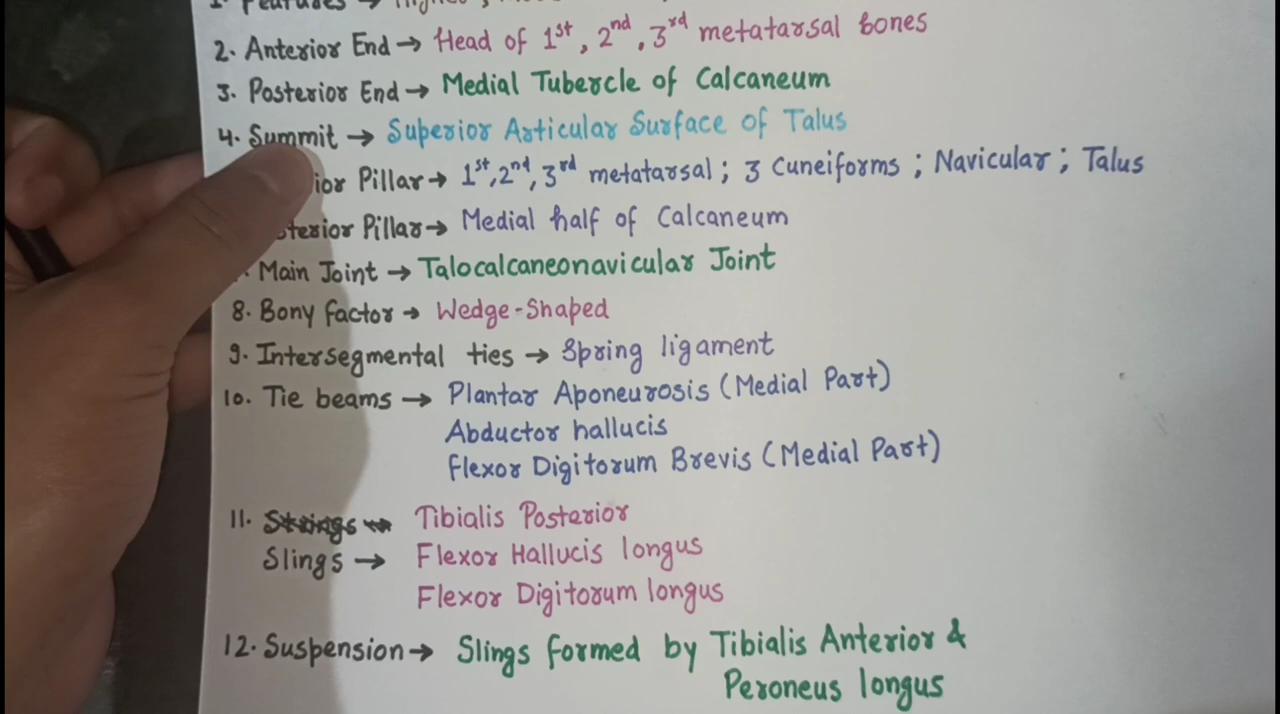 1. Features →
2. Anterior End → Head of 1st, 2nd, 3rd metatarsal bones
3. Posterior End → Medial Tubercle of Calcaneum
4. Summit → Superior Articular Surface of Talus
ior Pillar → 1st, 2nd, 3rd metatarsal ; 3 Cuneiforms ; Navicular ; Talus
sterior Pillar → Medial half of Calcaneum
Main Joint → Talocalcaneonavicular Joint
8. Bony factor → Wedge-Shaped
9. Intersegmental ties → Spring ligament
10. Tie beams → Plantar Aponeurosis (Medial Part)
Abductor hallucis
Flexor Digitorum Brevis (Medial Part)
11. Tibialis Posterior
Slings → Flexor Hallucis longus
Flexor Digitorum longus
12. Suspension → Slings formed by Tibialis Anterior &
Peroneus longus